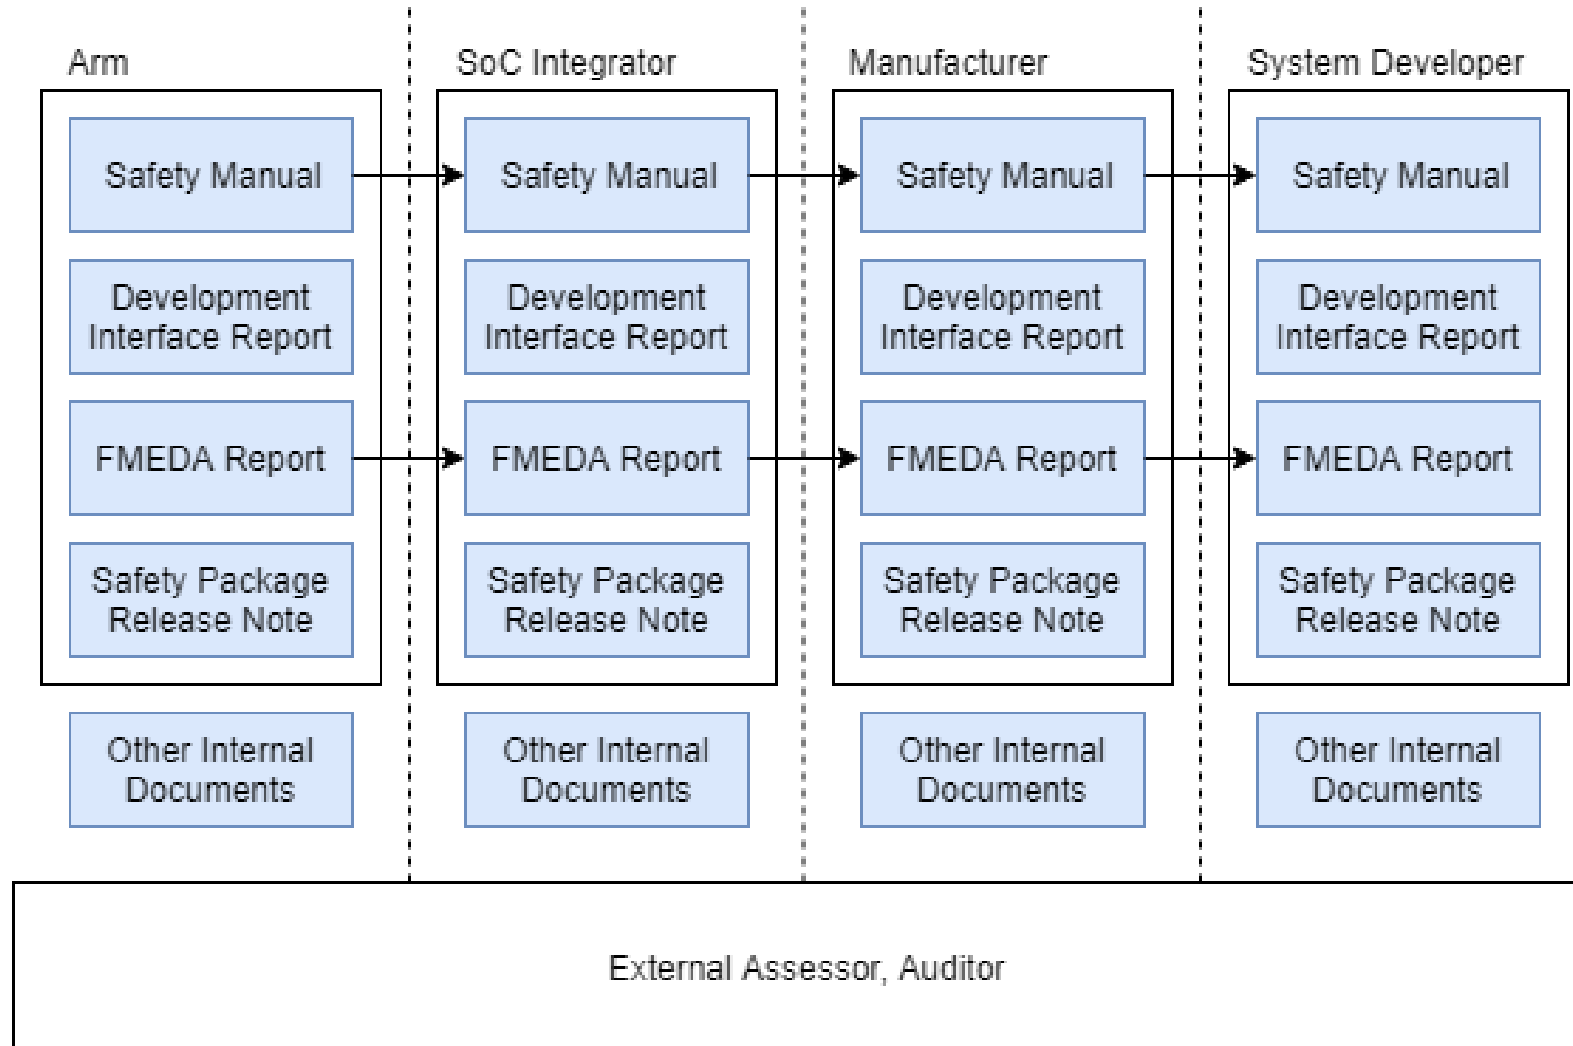 Arm
SoC Integrator
Manufacturer
System Developer
Safety Manual
Safety Manual
Safety Manual
Safety Manual
Development
Interface Report
Development
Interface Report
Development
Interface Report
Development
Interface Report
FMEDA Report
FMEDA Report
FMEDA Report
FMEDA Report
Safety Package
Release Note
Safety Package
Release Note
Safety Package
Release Note
Safety Package
Release Note
Other Internal
Documents
Other Internal
Documents
Other Internal
Documents
Other Internal
Documents
External Assessor, Auditor